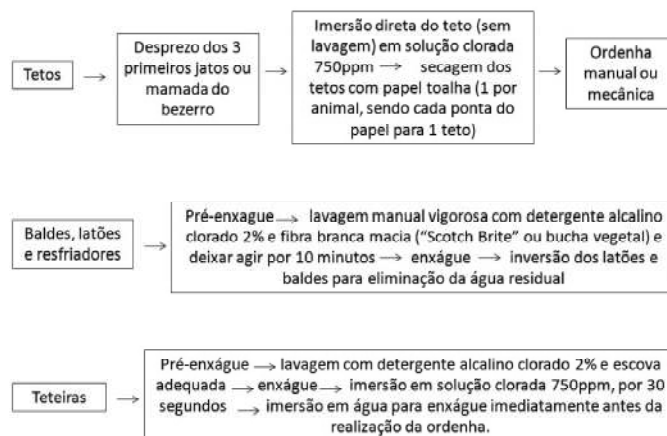 Tetos
Desprezo dos 3
primeiros jatos ou
mamada do
bezerro
Imersão direta do teto (sem
lavagem) em solução clorada
750ppm → secagem dos
tetos com papel toalha (1 por
animal, sendo cada ponta do
papel para 1 teto)
Ordenha
manual ou
mecânica
Baldes, latões
e resfriadores
Pré-enxague → lavagem manual vigorosa com detergente alcalino
clorado 2% e fibra branca macia (“Scotch Brite” ou bucha vegetal) e
deixar agir por 10 minutos → enxágue → inversão dos latões e
baldes para eliminação da água residual
Teteiras
Pré-enxágue → lavagem com detergente alcalino clorado 2% e escova
adequada → enxágue → imersão em solução clorada 750ppm, por 30
segundos → imersão em água para enxágue imediatamente antes da
realização da ordenha.